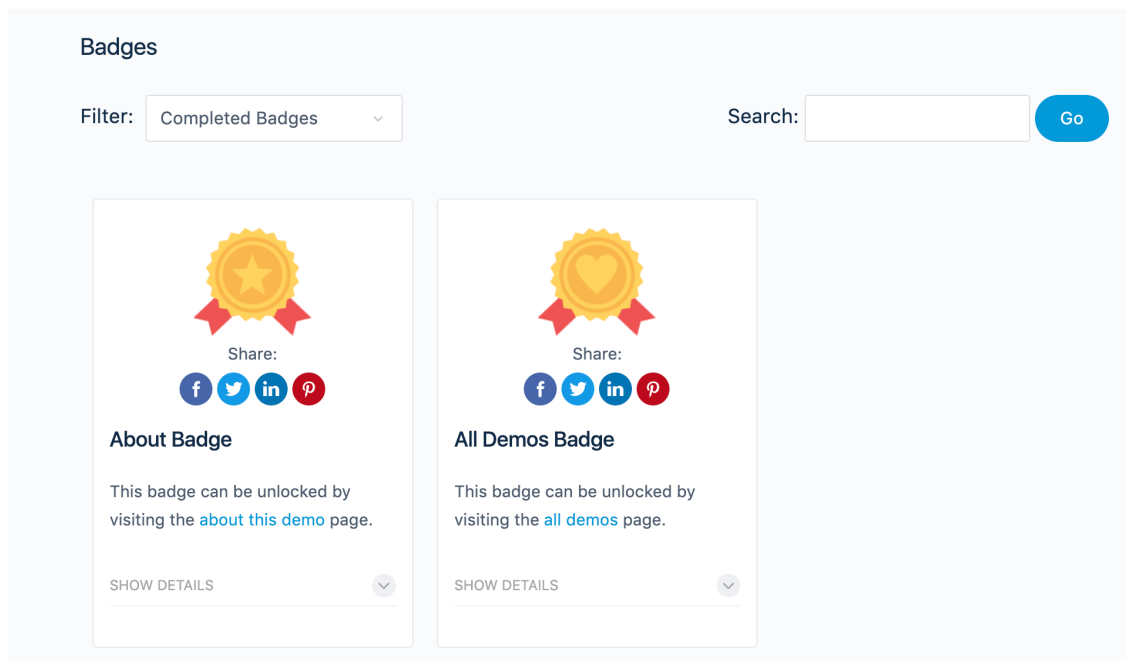 Badges
Filter: Completed Badges Search: Go
Share:
About Badge
This badge can be unlocked by
visiting the about this demo page.
SHOW DETAILS
Share:
All Demos Badge
This badge can be unlocked by
visiting the all demos page.
SHOW DETAILS